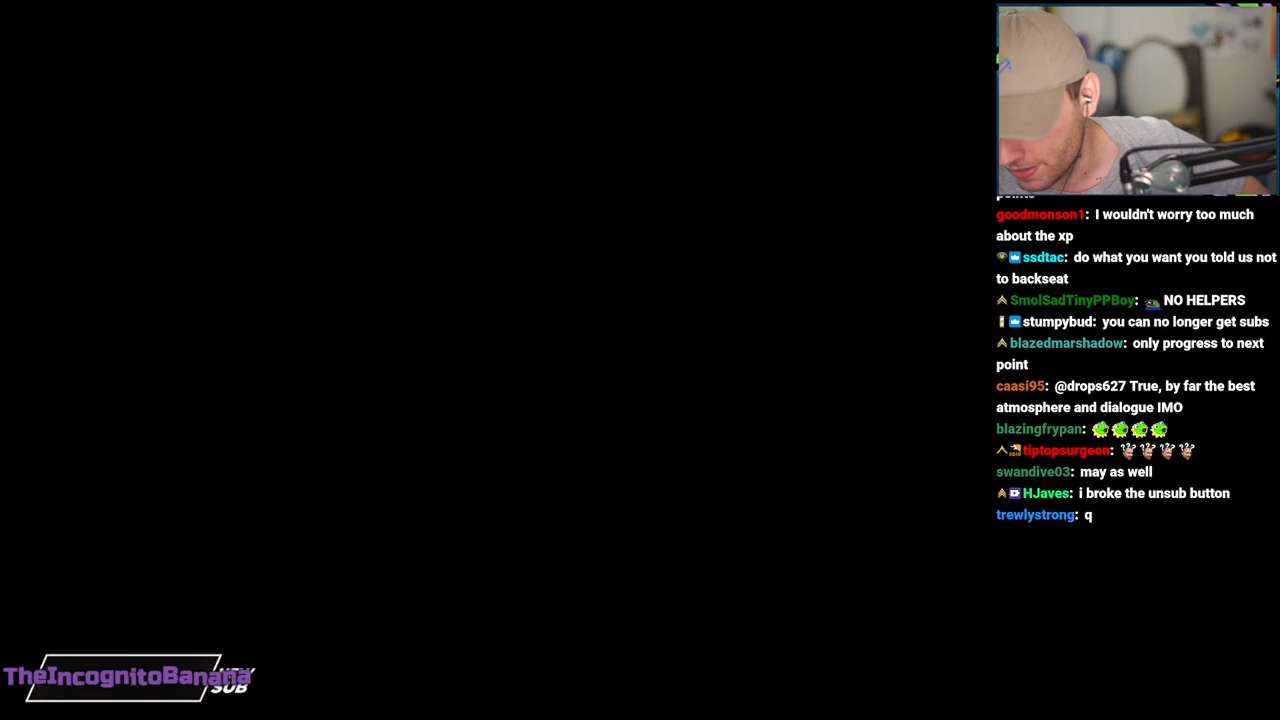 points
goodmonson1: I wouldn't worry too much
about the xp
ssdtac: do what you want you told us not
to backseat
SmolSadTinyPPBoy: NO HELPERS
stumpybud: you can no longer get subs
blazedmarshadow: only progress to next
point
caasi95: @drops627 True, by far the best
atmosphere and dialogue IMO
blazingfrypan:
tiptopsurgeon:
swandive03: may as well
HJaves: i broke the unsub button
trewlystrong: q
TheIncognitoBanana
SUB